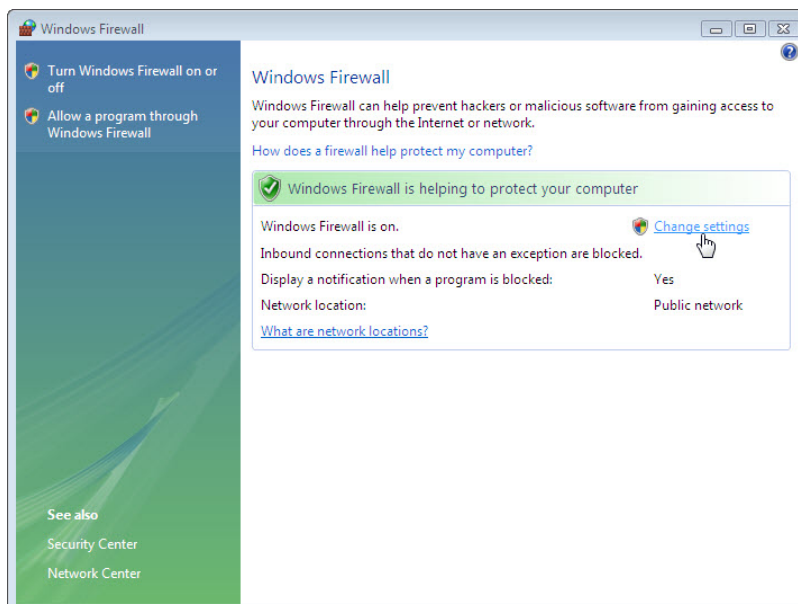 Windows Firewall
Turn Windows Firewall on or
off
Allow a program through
Windows Firewall
See also
Security Center
Network Center
Windows Firewall
Windows Firewall can help prevent hackers or malicious software from gaining access to
your computer through the Internet or network.
How does a firewall help protect my computer?
Windows Firewall is helping to protect your computer
Windows Firewall is on. Change settings
Inbound connections that do not have an exception are blocked.
Display a notification when a program is blocked: Yes
Network location: Public network
What are network locations?